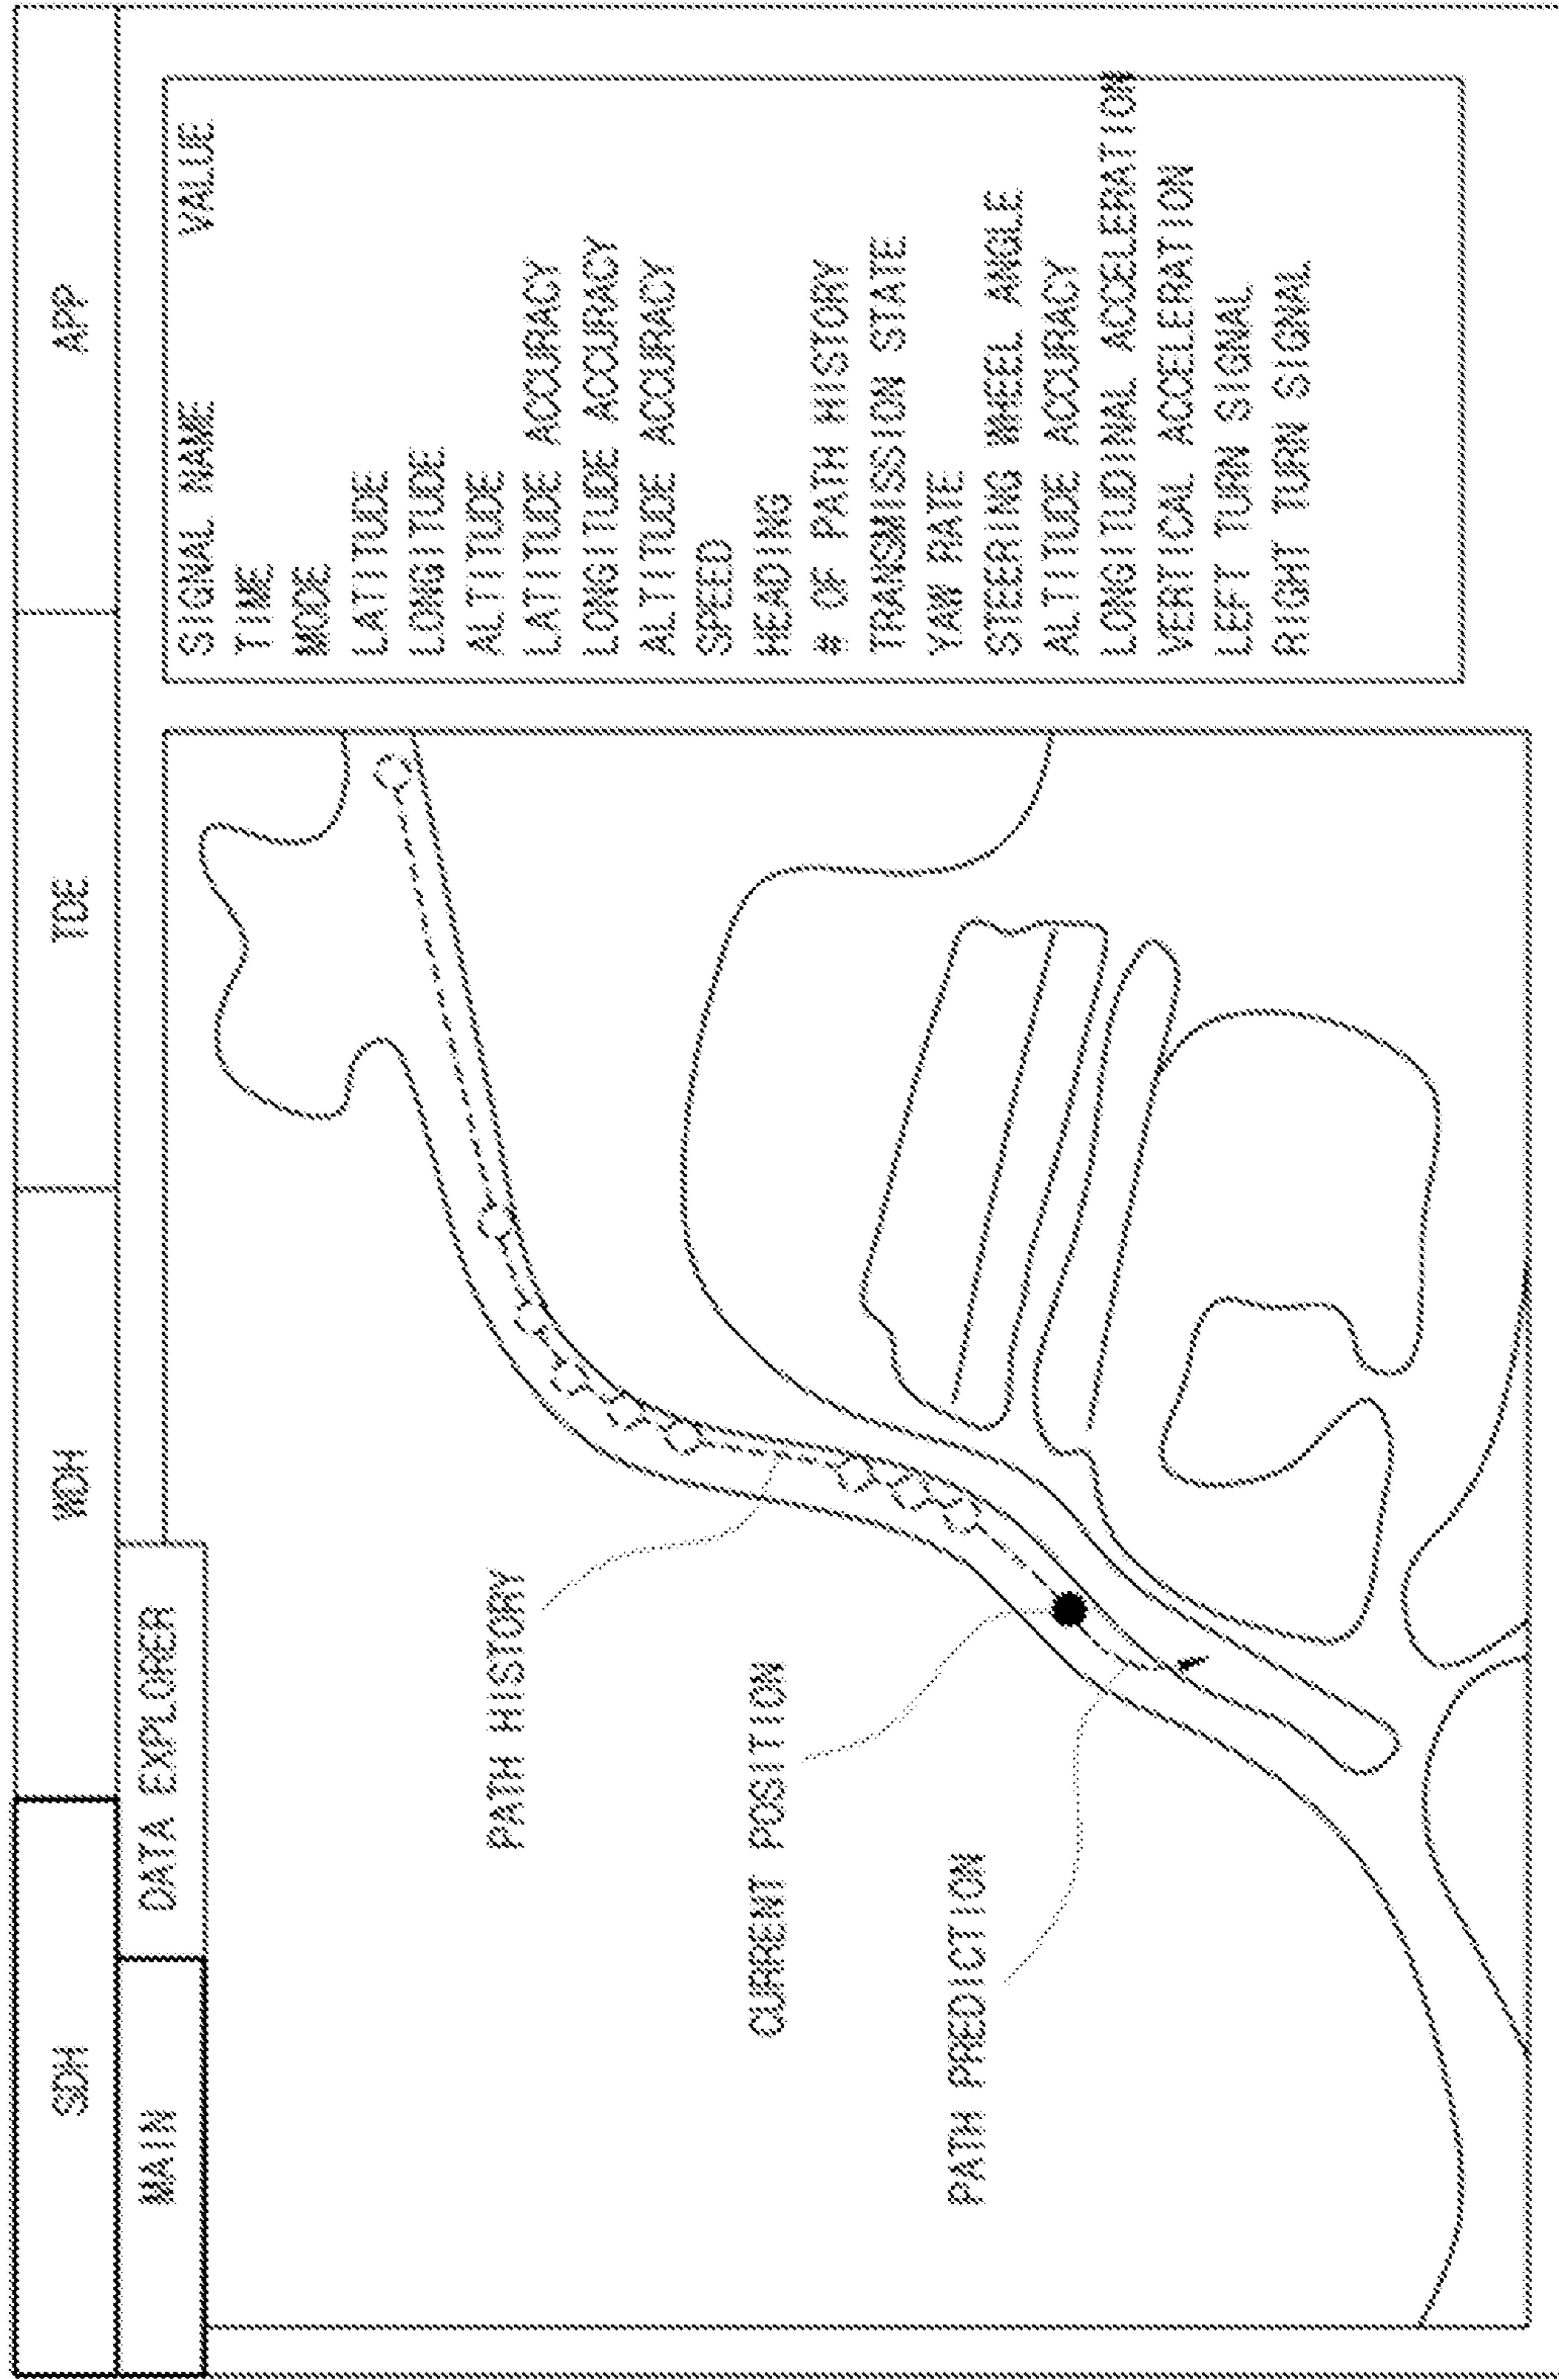 SDH
WDH
TDE
APP
MAIN
DATA EXPLORER
PATH HISTORY
CURRENT POSITION
PATH PREDICTION
SIGNAL NAME VALUE
TIME
MODE
LATITUDE
LONGITUDE
ALTITUDE
LATITUDE ACCURACY
LONGITUDE ACCURACY
ALTITUDE ACCURACY
SPEED
HEADING
# OF PATH HISTORY
TRANSMISSION STATE
YAW RATE
STEERING WHEEL ANGLE
ALTITUDE ACCURACY
LONGITUDINAL ACCELERATION
VERTICAL ACCELERATION
LEFT TURN SIGNAL
RIGHT TURN SIGNAL